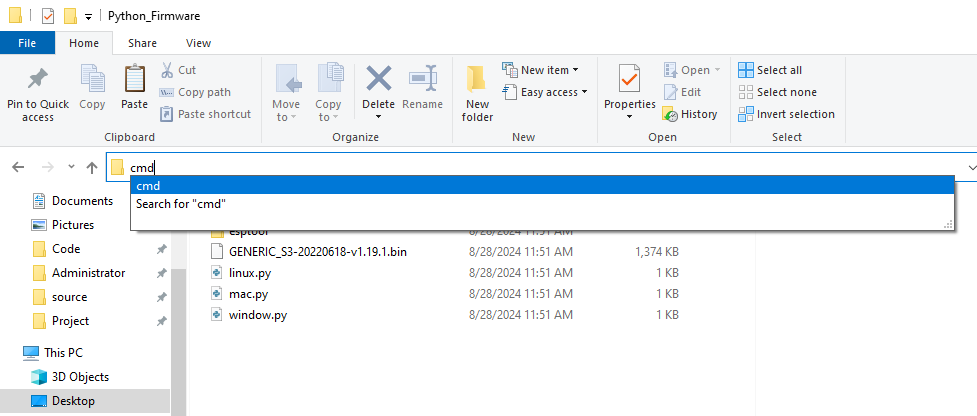 Python_Firmware
File Home Share View
Pin to Quick access
Copy
Paste
Cut
Copy path
Paste shortcut
Clipboard
Move to
Copy to
Delete
Rename
Organize
New folder
New item
Easy access
New
Properties
Open
Edit
History
Open
Select all
Select none
Invert selection
Select
cmd
cmd
Search for "cmd"
Documents
Pictures
Code
Administrator
source
Project
This PC
3D Objects
Desktop
esptool 8/28/2024 11:51 AM
GENERIC_S3-20220618-v1.19.1.bin 8/28/2024 11:51 AM 1,374 KB
linux.py 8/28/2024 11:51 AM 1 KB
mac.py 8/28/2024 11:51 AM 1 KB
window.py 8/28/2024 11:51 AM 1 KB